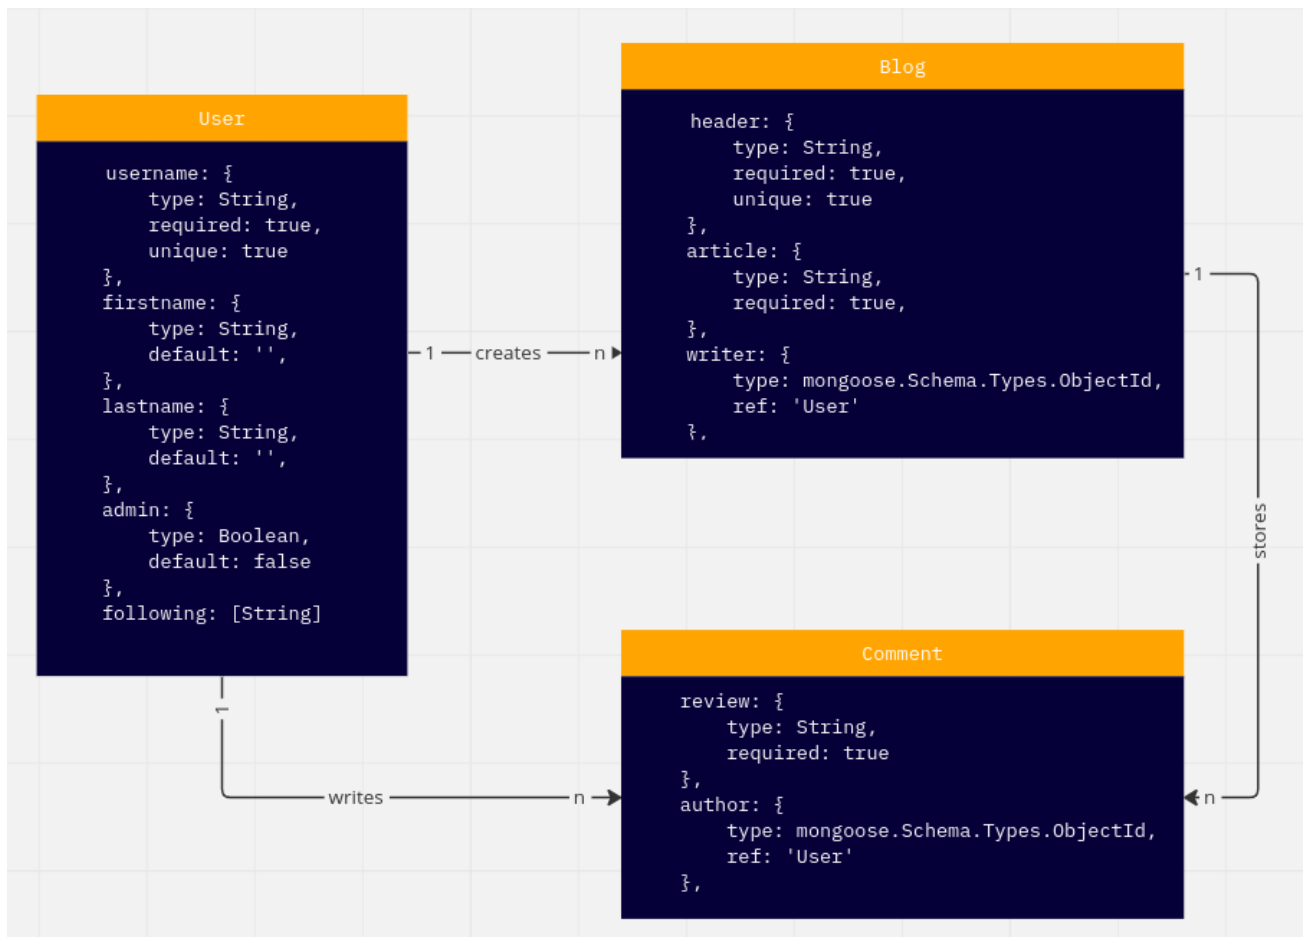 User
username: {
type: String,
required: true,
unique: true
},
firstname: {
type: String,
default: '',
},
lastname: {
type: String,
default: '',
},
admin: {
type: Boolean,
default: false
},
following: [String]
1 creates n
Blog
header: {
type: String,
required: true,
unique: true
},
article: {
type: String,
required: true,
},
writer: {
type: mongoose.Schema.Types.ObjectId,
ref: 'User'
},
1
stores
n
1
writes n
Comment
review: {
type: String,
required: true
},
author: {
type: mongoose.Schema.Types.ObjectId,
ref: 'User'
},